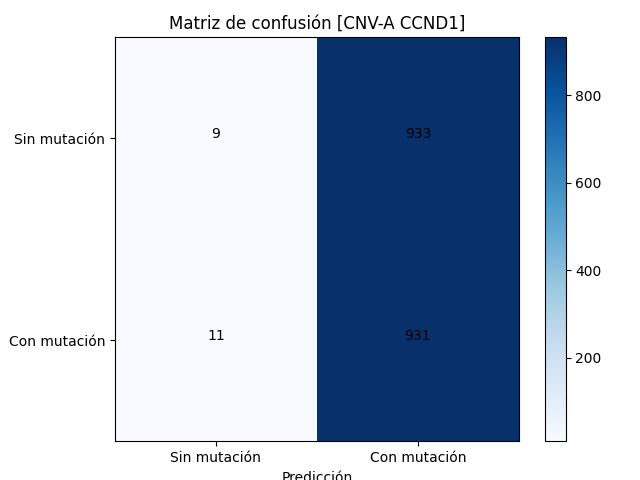 Matriz de confusión [CNV-A CCND1]
Sin mutación
9
933
800
600
400
Con mutación
11
931
200
Sin mutación
Con mutación
Predicción